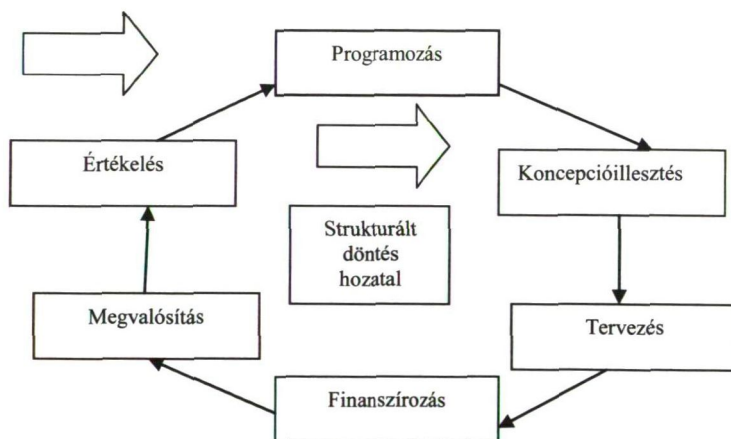 Programozás
Értékelés
Koncepcióillesztés
Strukturált
döntés
hozatal
Megvalósítás
Tervezés
Finanszírozás